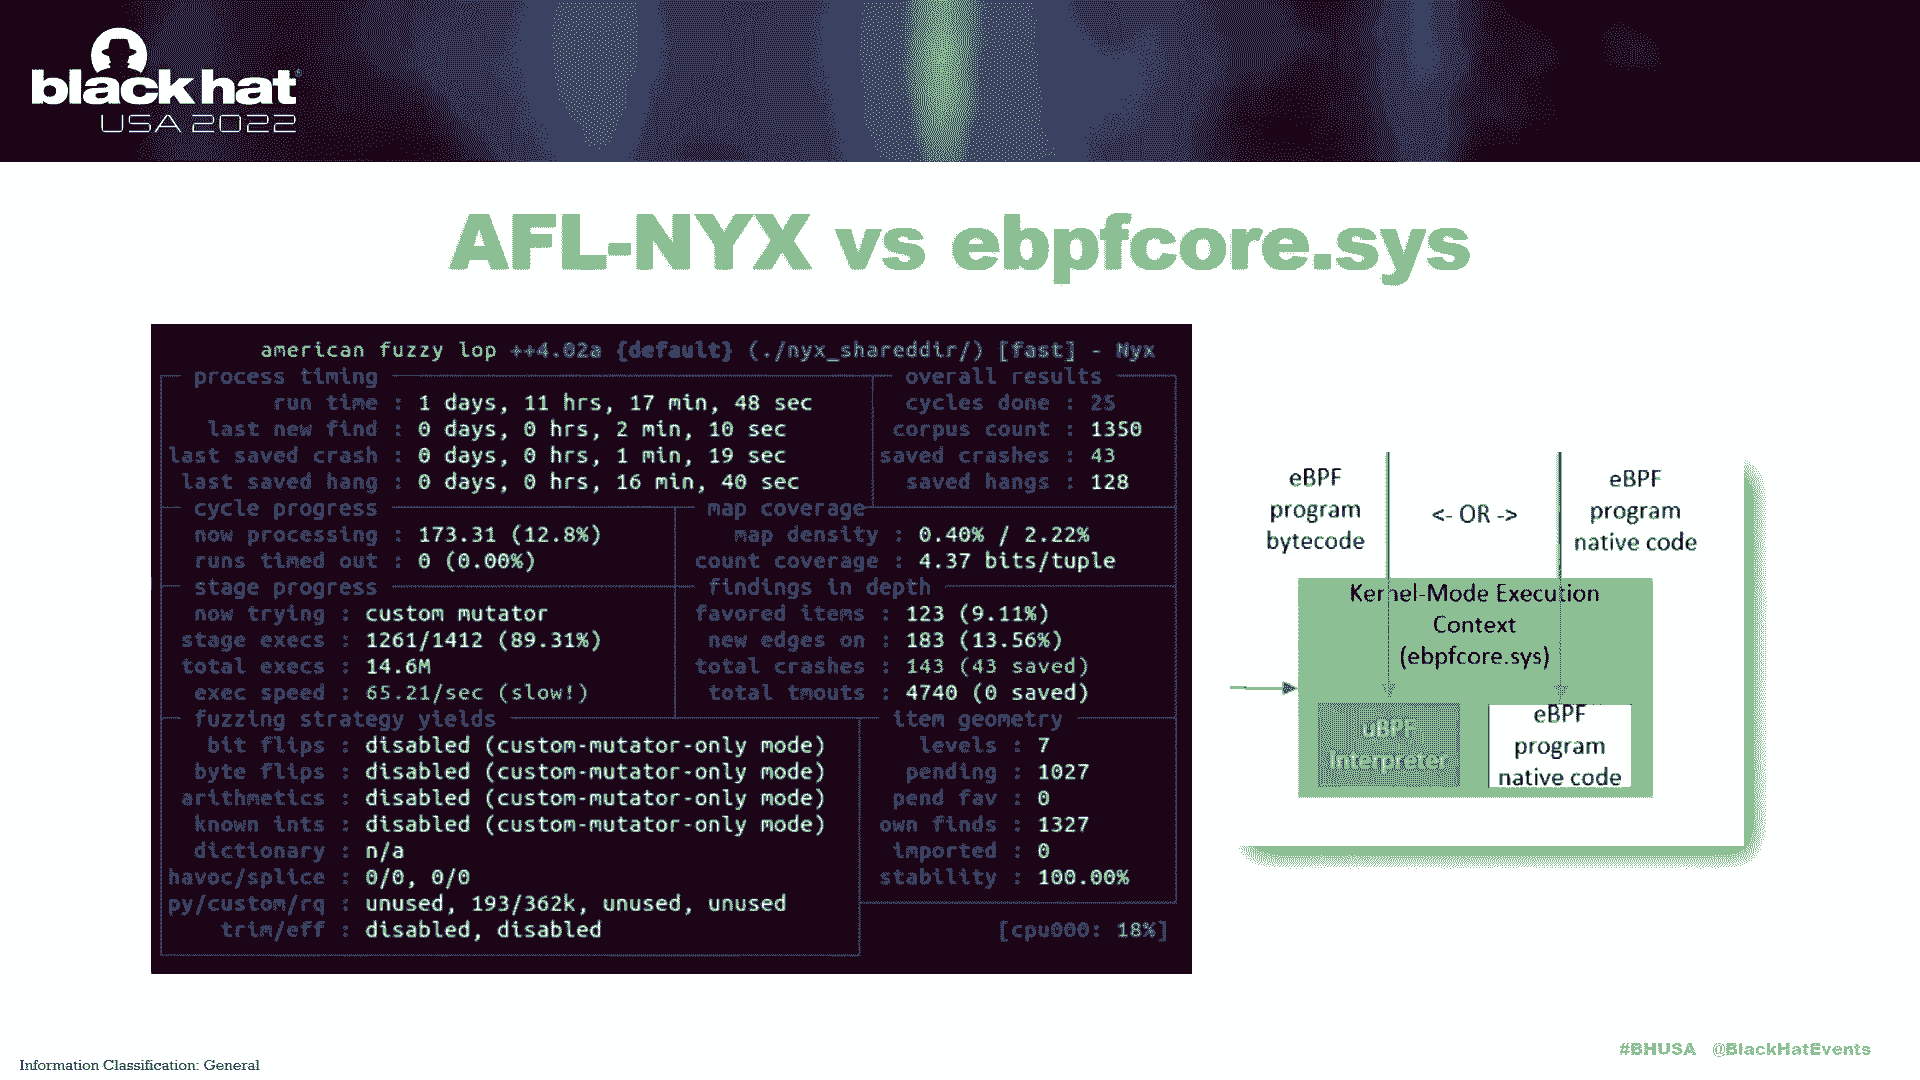 black hat
USA 2022
AFL-NYX vs ebpfcore.sys
american fuzzy lop ++4.02a {default} (./nyx_shareddir/) [fast] - Nyx
process timing
overall results
run time : 1 days, 11 hrs, 17 min, 48 sec
cycles done : 25
last new find : 0 days, 0 hrs, 2 min, 10 sec
corpus count : 1350
last saved crash : 0 days, 0 hrs, 1 min, 19 sec
saved crashes : 43
last saved hang : 0 days, 0 hrs, 16 min, 40 sec
saved hangs : 128
cycle progress
map coverage
now processing : 173.31 (12.8%)
map density : 0.40% / 2.22%
runs timed out : 0 (0.00%)
count coverage : 4.37 bits/tuple
stage progress
findings in depth
now trying : custom mutator
favored items : 123 (9.11%)
stage execs : 1261/1412 (89.31%)
new edges on : 183 (13.56%)
total execs : 14.6M
total crashes : 143 (43 saved)
exec speed : 65.21/sec (slow!)
total tmouts : 4740 (0 saved)
fuzzing strategy yields
item geometry
bit flips : disabled (custom-mutator-only mode)
levels : 7
byte flips : disabled (custom-mutator-only mode)
pending : 1027
arithmetics : disabled (custom-mutator-only mode)
pend fav : 0
known ints : disabled (custom-mutator-only mode)
own finds : 1327
dictionary : n/a
imported : 0
havoc/splice : 0/0, 0/0
stability : 100.00%
py/custom/rq : unused, 193/362k, unused, unused
trim/eff : disabled, disabled
[cpu000: 18%]
eBPF
program
bytecode
<- OR ->
eBPF
program
native code
Kernel-Mode Execution
Context
(ebpfcore.sys)
uBPF
Interpreter
eBPF
program
native code
Information Classification: General
#BHUSA @BlackHatEvents